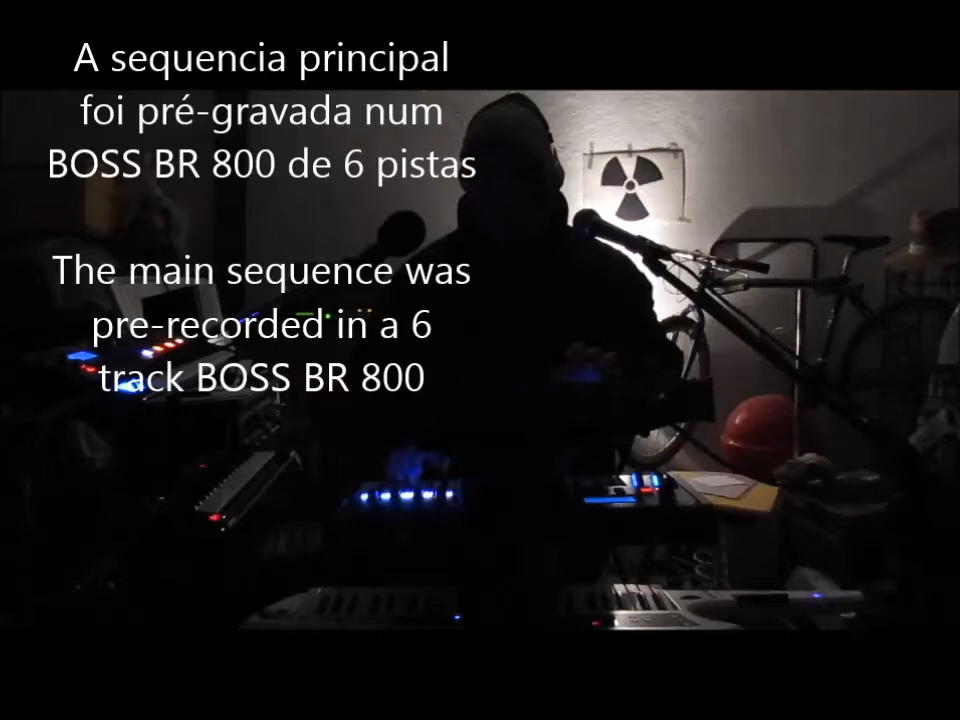 A sequencia principal
foi pré-gravada num
BOSS BR 800 de 6 pistas
The main sequence was
pre-recorded in a 6
track BOSS BR 800